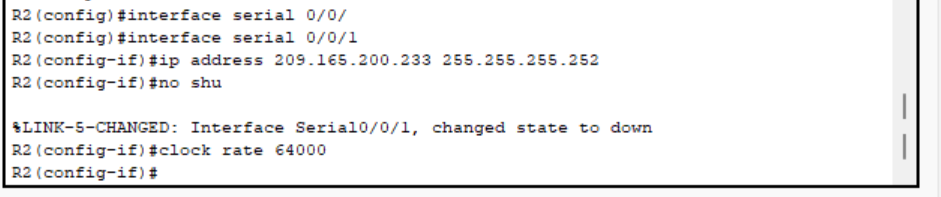 R2(config)#interface serial 0/0/
R2(config)#interface serial 0/0/1
R2(config-if)#ip address 209.165.200.233 255.255.255.252
R2(config-if)#no shu
%LINK-5-CHANGED: Interface Serial0/0/1, changed state to down
R2(config-if)#clock rate 64000
R2(config-if)#